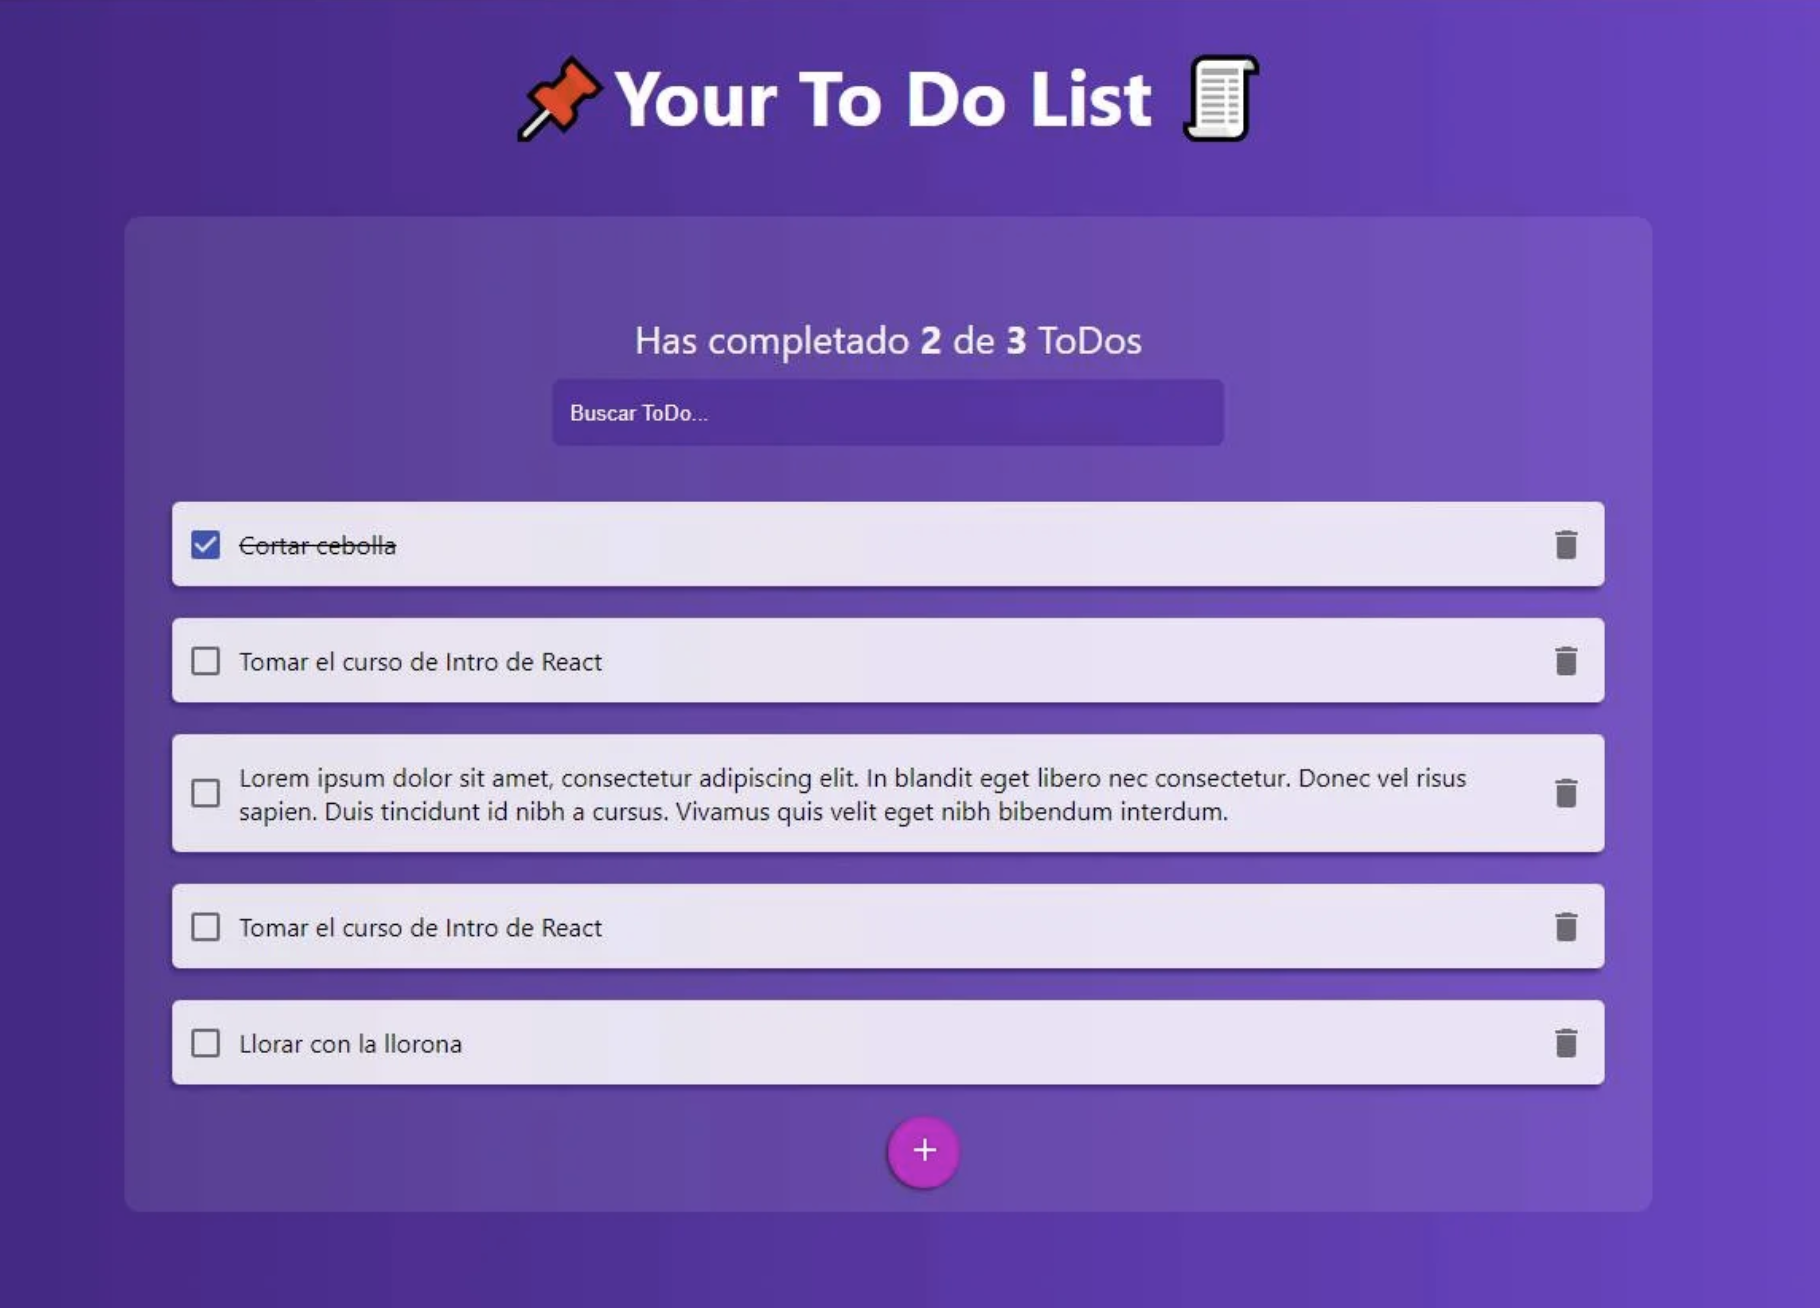 Your To Do List
Has completado 2 de 3 ToDos
Buscar ToDo...
Cortar cebolla
Tomar el curso de Intro de React
Lorem ipsum dolor sit amet, consectetur adipiscing elit. In blandit eget libero nec consectetur. Donec vel risus
sapien. Duis tincidunt id nibh a cursus. Vivamus quis velit eget nibh bibendum interdum.
Tomar el curso de Intro de React
Llorar con la llorona
+